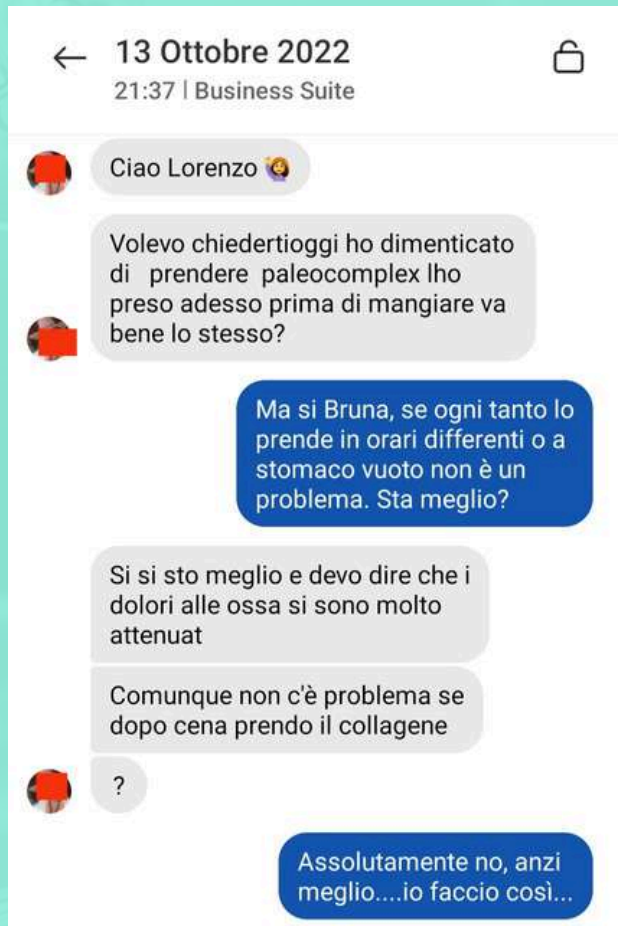 13 Ottobre 2022
21:37 | Business Suite
Ciao Lorenzo 🙋‍♀️
Volevo chiedertioggi ho dimenticato
di prendere paleocomplex lho
preso adesso prima di mangiare va
bene lo stesso?
Ma si Bruna, se ogni tanto lo
prende in orari differenti o a
stomaco vuoto non è un
problema. Sta meglio?
Si si sto meglio e devo dire che i
dolori alle ossa si sono molto
attenuat
Comunque non c'è problema se
dopo cena prendo il collagene
?
Assolutamente no, anzi
meglio....io faccio così...